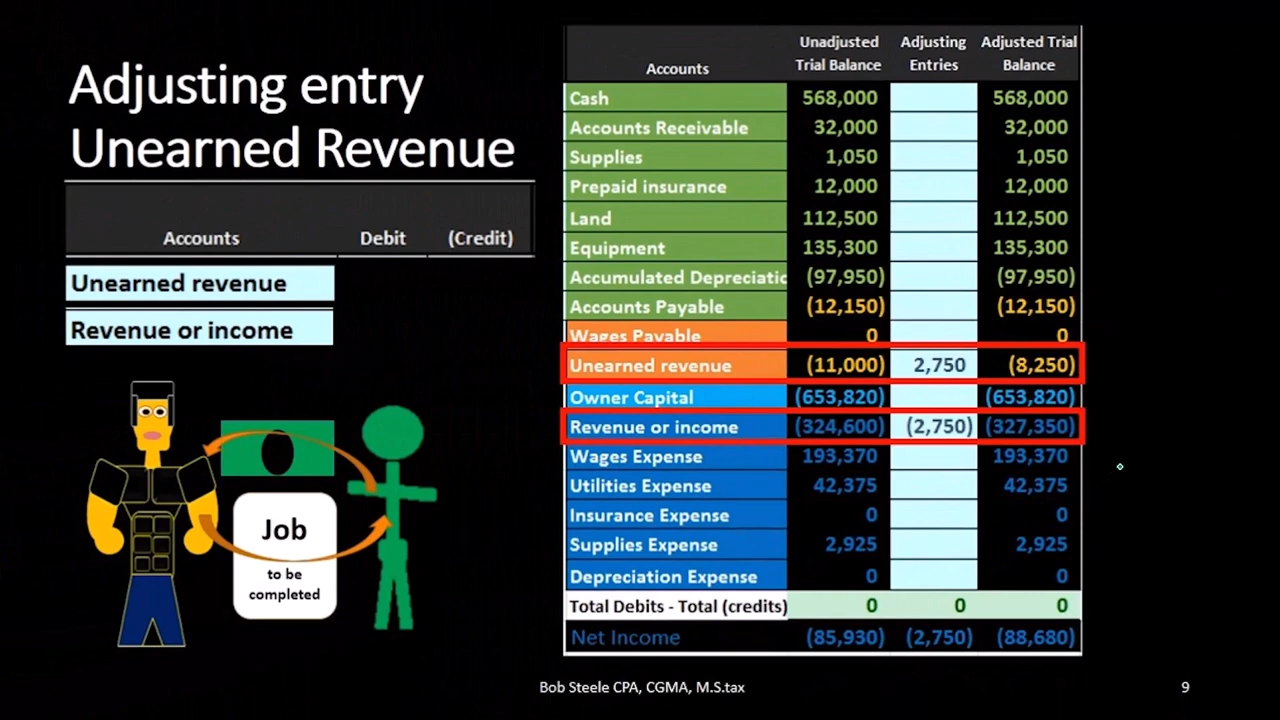 Adjusting entry
Unearned Revenue
Accounts Debit (Credit)
Unearned revenue
Revenue or income
Job
to be
completed
Unadjusted Adjusting Adjusted Trial
Accounts Trial Balance Entries Balance
Cash 568,000 568,000
Accounts Receivable 32,000 32,000
Supplies 1,050 1,050
Prepaid insurance 12,000 12,000
Land 112,500 112,500
Equipment 135,300 135,300
Accumulated Depreciatic (97,950) (97,950)
Accounts Payable (12,150) (12,150)
Wages Payable 0 0
Unearned revenue (11,000) 2,750 (8,250)
Owner Capital (653,820) (653,820)
Revenue or income (324,600) (2,750) (327,350)
Wages Expense 193,370 193,370
Utilities Expense 42,375 42,375
Insurance Expense 0 0
Supplies Expense 2,925 2,925
Depreciation Expense 0 0
Total Debits - Total (credits) 0 0 0
Net Income (85,930) (2,750) (88,680)
Bob Steele CPA, CGMA, M.S.tax 9